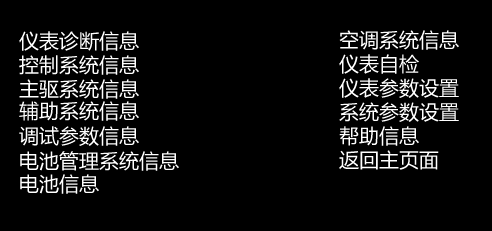 仪表诊断信息
控制系统信息
主驱系统信息
辅助系统信息
调试参数信息
电池管理系统信息
电池信息
空调系统信息
仪表自检
仪表参数设置
系统参数设置
帮助信息
返回主页面